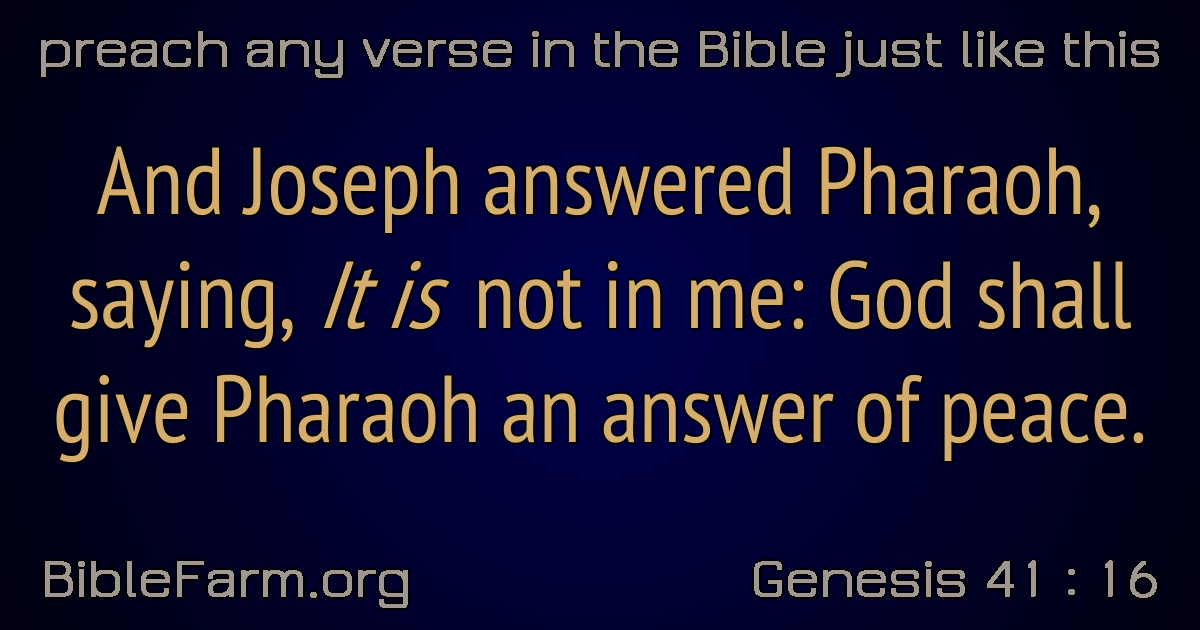 preach any verse in the Bible just like this
And Joseph answered Pharaoh,
saying, It is not in me: God shall
give Pharaoh an answer of peace.
BibleFarm.org
Genesis 41 : 16